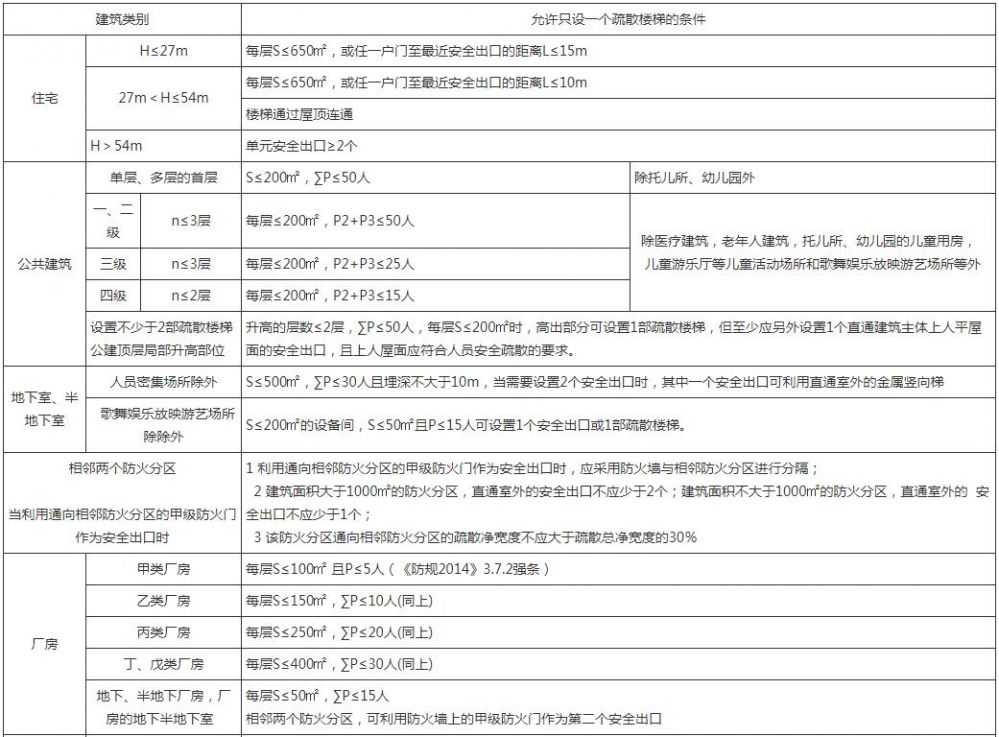 建筑类别
允许只设一个疏散楼梯的条件
住宅
H≤27m
每层S≤650㎡，或任一户门至最近安全出口的距离L≤15m
27m＜H≤54m
每层S≤650㎡，或任一户门至最近安全出口的距离L≤10m
楼梯通过屋顶连通
H＞54m
单元安全出口≥2个
公共建筑
单层、多层的首层
S≤200㎡，∑P≤50人
除托儿所、幼儿园外
一、二
级
n≤3层
每层≤200㎡，P2+P3≤50人
除医疗建筑，老年人建筑，托儿所、幼儿园的儿童用房，
儿童游乐厅等儿童活动场所和歌舞娱乐放映游艺场所等外
三级
n≤3层
每层≤200㎡，P2+P3≤25人
四级
n≤2层
每层≤200㎡，P2+P3≤15人
设置不少于2部疏散楼梯
公建顶层局部升高部位
升高的层数≤2层，∑P≤50人，每层S≤200㎡时，高出部分可设置1部疏散楼梯，但至少应另外设置1个直通建筑主体上人平屋
面的安全出口，且上人屋面应符合人员安全疏散的要求。
地下室、半
地下室
人员密集场所除外
S≤500㎡，∑P≤30人且埋深不大于10m，当需要设置2个安全出口时，其中一个安全出口可利用直通室外的金属竖向梯
歌舞娱乐放映游艺场所
除除外
S≤200㎡的设备间，S≤50㎡且P≤15人可设置1个安全出口或1部疏散楼梯。
相邻两个防火分区
当利用通向相邻防火分区的甲级防火门
作为安全出口时
1 利用通向相邻防火分区的甲级防火门作为安全出口时，应采用防火墙与相邻防火分区进行分隔；
2 建筑面积大于1000㎡的防火分区，直通室外的安全出口不应少于2个；建筑面积不大于1000㎡的防火分区，直通室外的 安
全出口不应少于1个；
3 该防火分区通向相邻防火分区的疏散净宽度不应大于疏散总净宽度的30%
厂房
甲类厂房
每层S≤100㎡ 且P≤5人（《防规2014》3.7.2强条）
乙类厂房
每层S≤150㎡，∑P≤10人(同上)
丙类厂房
每层S≤250㎡，∑P≤20人(同上)
丁、戊类厂房
每层S≤400㎡，∑P≤30人(同上)
地下、半地下厂房，厂
房的地下半地下室
每层S≤50㎡，∑P≤15人
相邻两个防火分区，可利用防火墙上的甲级防火门作为第二个安全出口